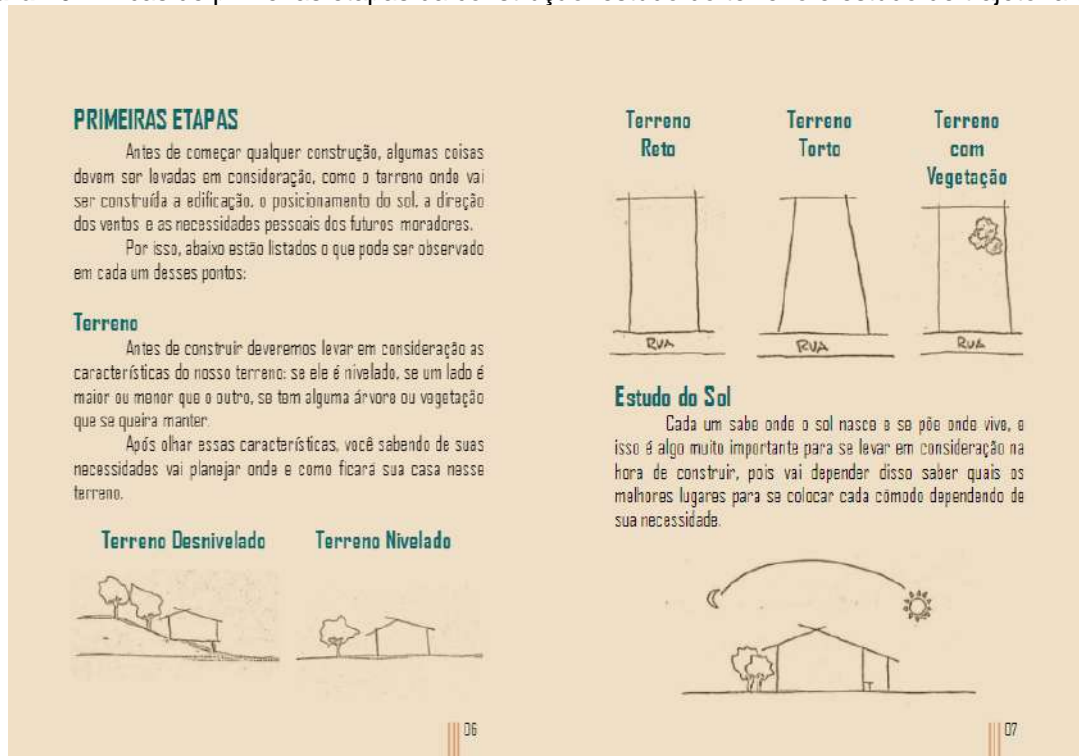 PRIMEIRAS ETAPAS
Antes de começar qualquer construção, algumas coisas
devem ser levadas em consideração, como o terreno onde vai
ser construída a edificação, o posicionamento do sol, a direção
dos ventos e as necessidades pessoais dos futuros moradores.
Por isso, abaixo estão listados o que pode ser observado
em cada um desses pontos:
Terreno
Antes de construir deveremos levar em consideração as
características do nosso terreno: se ele é nivelado, se um lado é
maior ou menor que o outro, se tem alguma árvore ou vegetação
que se queira manter.
Após olhar essas características, você sabendo de suas
necessidades vai planejar onde e como ficará sua casa nesse
terreno.
Terreno Desnivelado
Terreno Nivelado
06
Terreno
Reto
Terreno
Torto
Terreno
com
Vegetação
RUA
RUA
RUA
Estudo do Sol
Cada um sabe onde o sol nasce e se põe onde vive, e
isso é algo muito importante para se levar em consideração na
hora de construir, pois vai depender disso saber quais os
melhores lugares para se colocar cada cômodo dependendo de
sua necessidade.
07